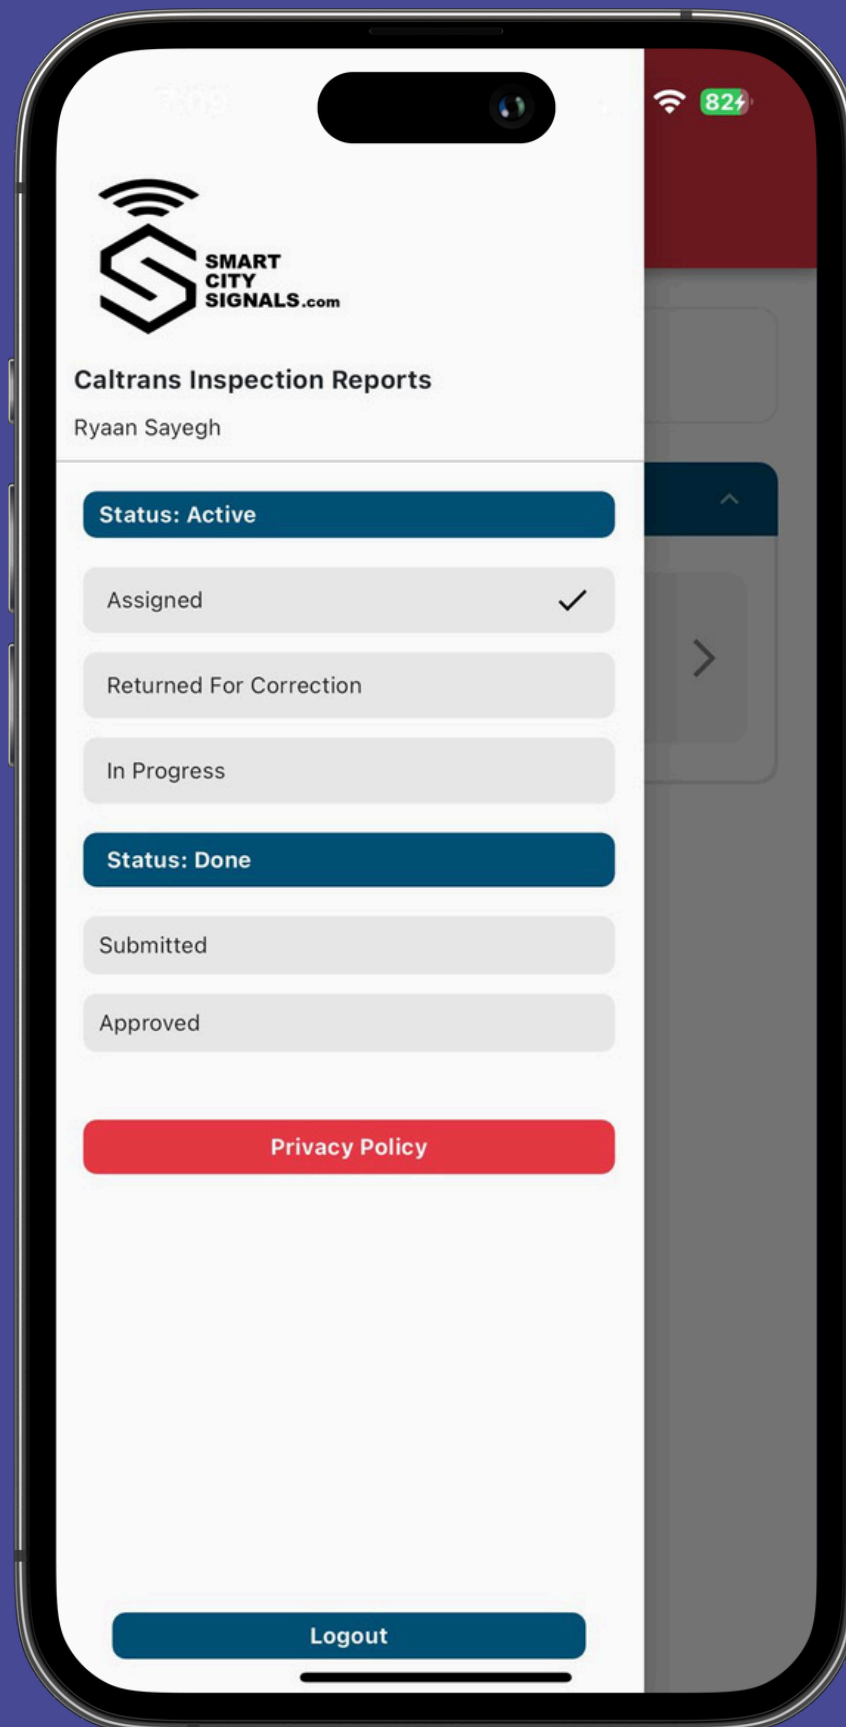 82
SMART
CITY
SIGNALS.com
Caltrans Inspection Reports
Ryaan Sayegh
Status: Active
Assigned
Returned For Correction
In Progress
Status: Done
Submitted
Approved
Privacy Policy
Logout